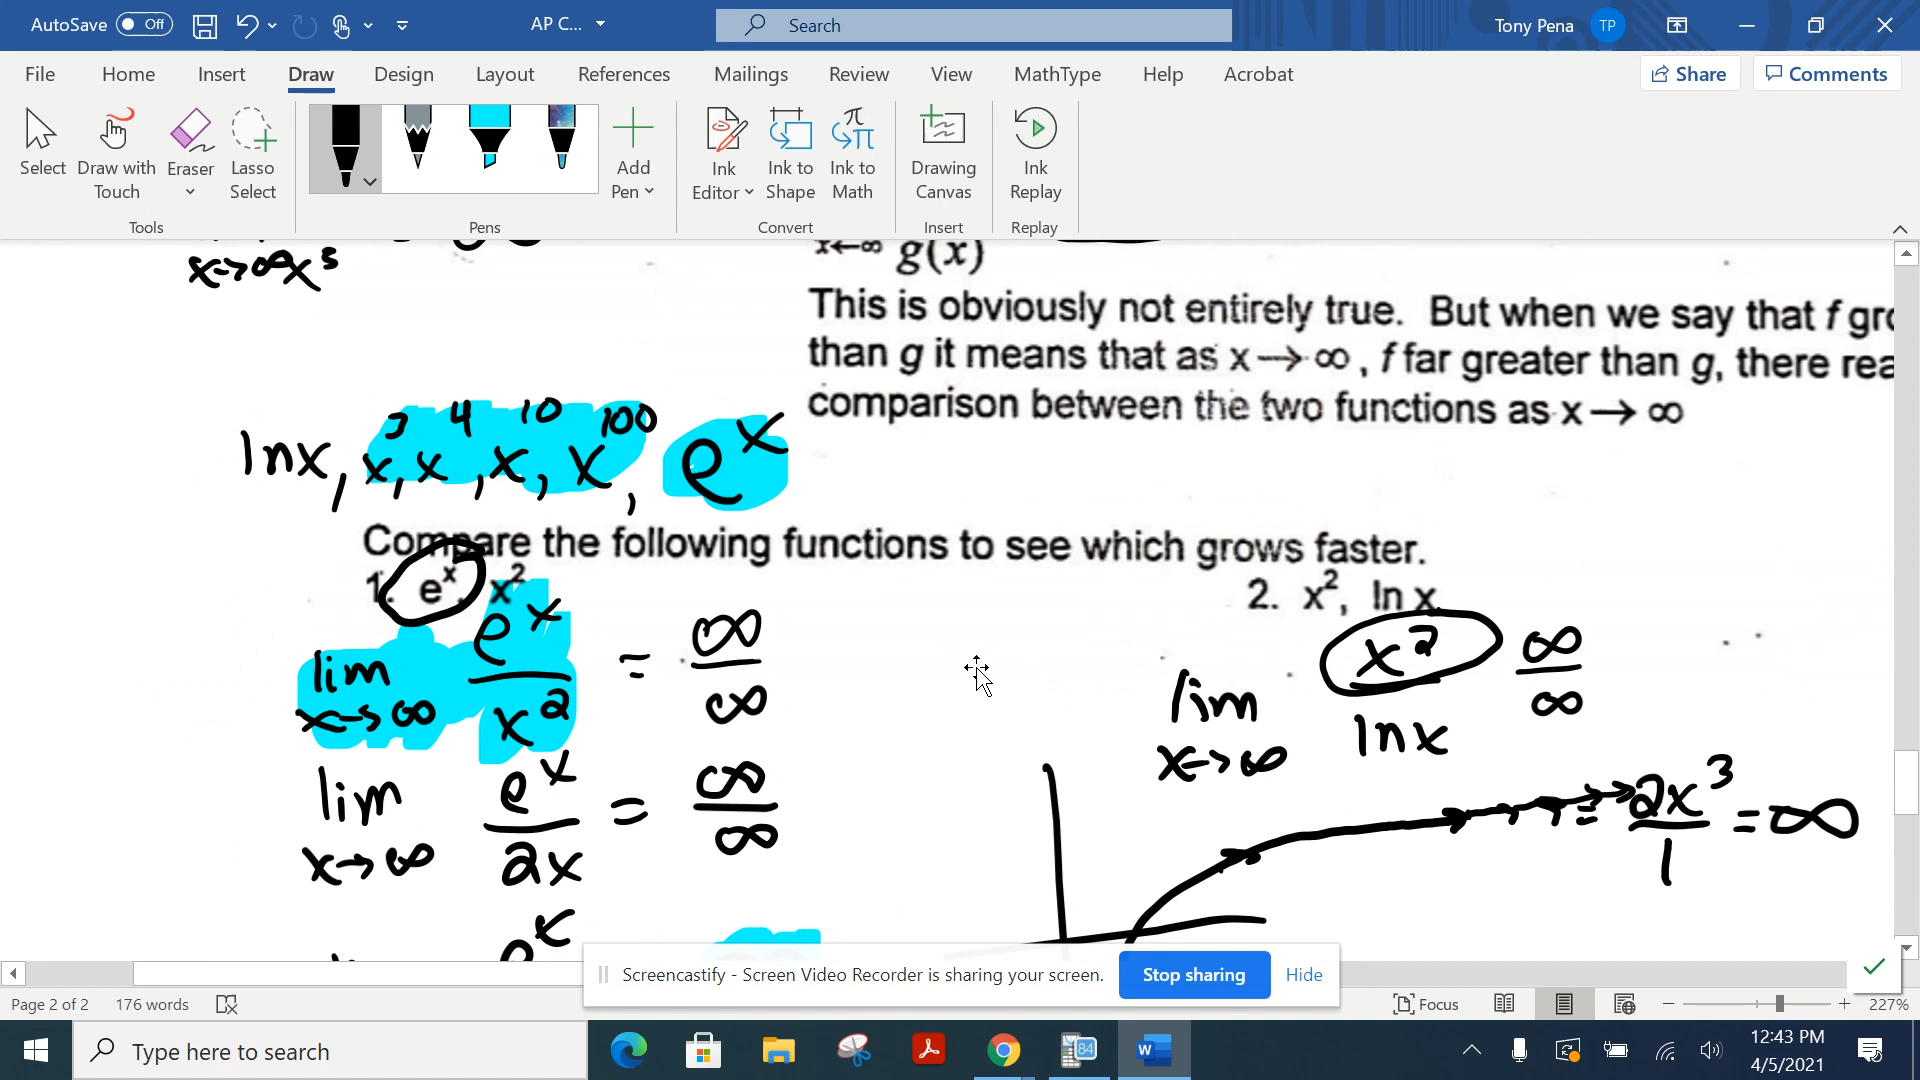 AutoSave Off AP C... Search Tony Pena TP
File Home Insert Draw Design Layout References Mailings Review View MathType Help Acrobat Share Comments
Select Draw with Touch Eraser Lasso Select Add Pen Ink Editor Ink to Shape Ink to Math Drawing Canvas Ink Replay
Tools Pens Convert Insert Replay
x→∞ x⁵
x→∞ g(x)
This is obviously not entirely true. But when we say that f gr
than g it means that as x→∞, f far greater than g, there rea
comparison between the two functions as x→∞
ln x, x³, x⁴, x¹⁰, x¹⁰⁰, eˣ
Compare the following functions to see which grows faster.
1. eˣ, x²
2. x², ln x
lim x→∞ eˣ/x² = ∞/∞
lim x→∞ x²/ln x ∞/∞
lim x→∞ eˣ/2x = ∞/∞
= 2x³/1 = ∞
eˣ
Screencastify - Screen Video Recorder is sharing your screen. Stop sharing Hide
Page 2 of 2 176 words Focus 227%
Type here to search 84 W 12:43 PM
4/5/2021